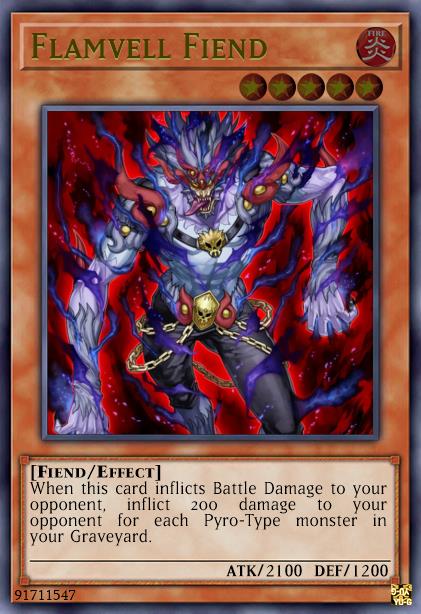 Flamvell Fiend
FIRE
炎
[Fiend/Effect]
When this card inflicts Battle Damage to your
opponent, inflict 200 damage to your
opponent for each Pyro-Type monster in
your Graveyard.
ATK/2100 DEF/1200
91711547